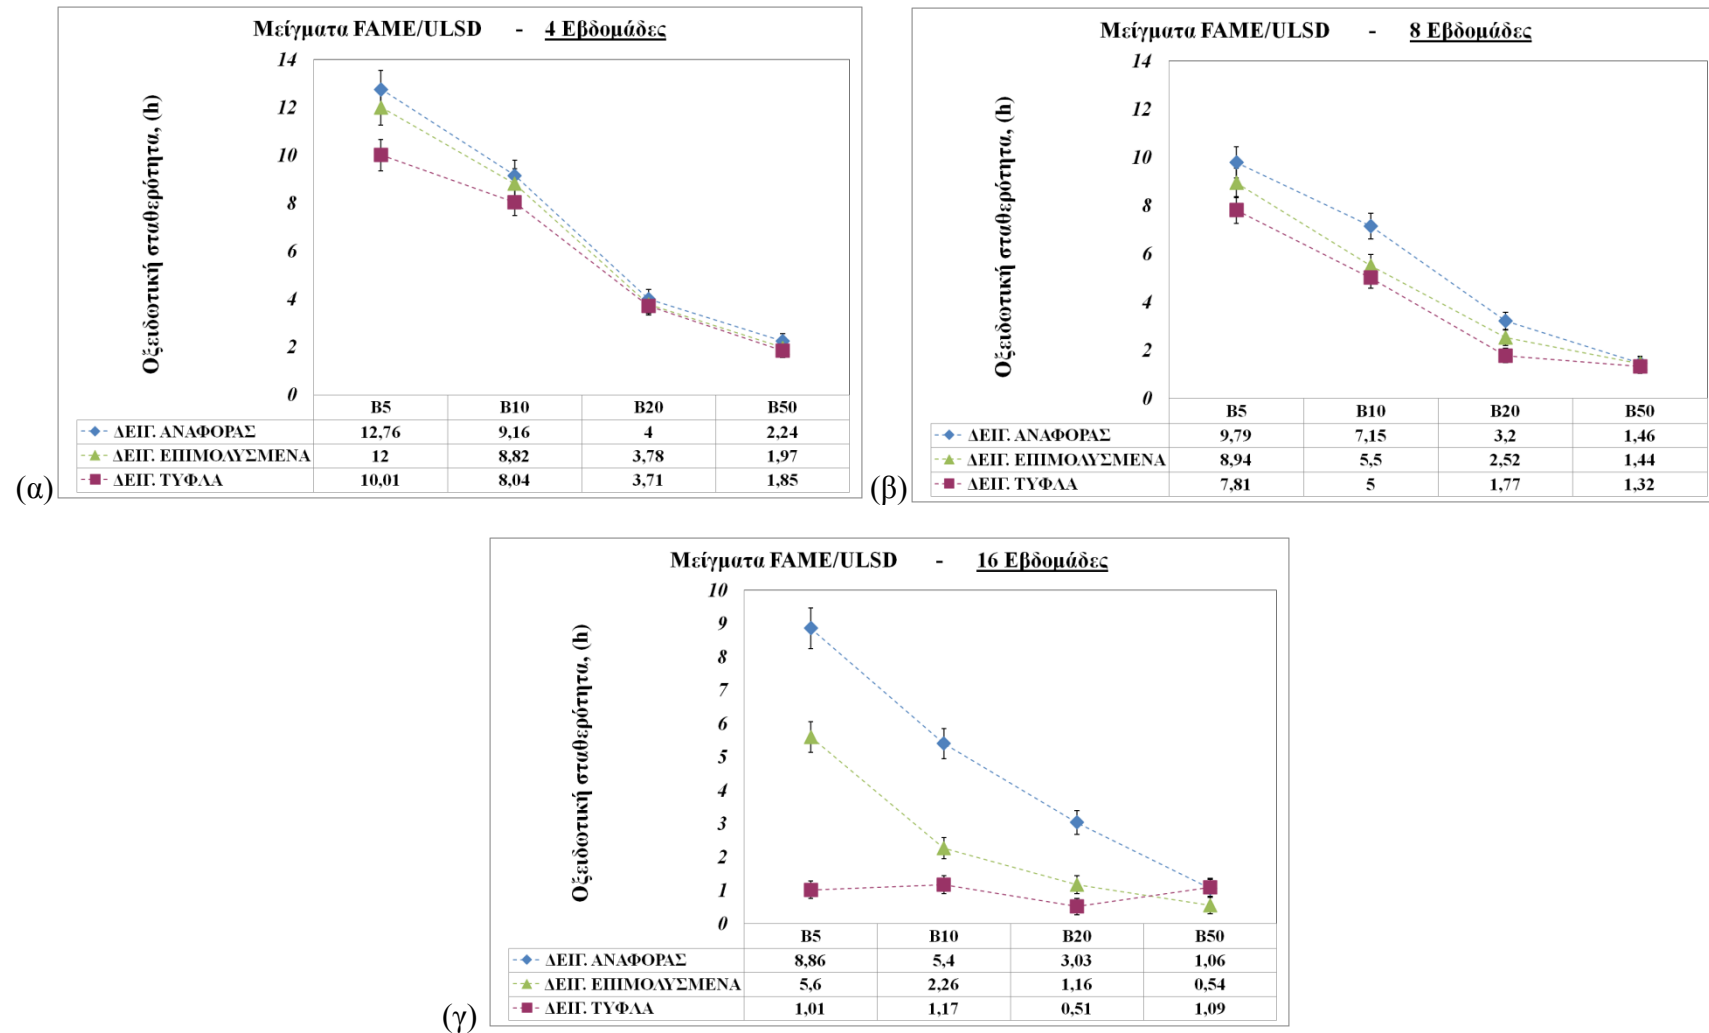 Μείγματα FAME/ULSD - 4 Εβδομάδες
Οξειδωτική σταθερότητα, (h)
14
12
10
8
6
4
2
0
B5 B10 B20 B50
ΔΕΙΓ. ΑΝΑΦΟΡΑΣ 12,76 9,16 4 2,24
ΔΕΙΓ. ΕΠΙΜΟΛΥΣΜΕΝΑ 12 8,82 3,78 1,97
ΔΕΙΓ. ΤΥΦΛΑ 10,01 8,04 3,71 1,85
(α)
Μείγματα FAME/ULSD - 8 Εβδομάδες
Οξειδωτική σταθερότητα, (h)
14
12
10
8
6
4
2
0
B5 B10 B20 B50
ΔΕΙΓ. ΑΝΑΦΟΡΑΣ 9,79 7,15 3,2 1,46
ΔΕΙΓ. ΕΠΙΜΟΛΥΣΜΕΝΑ 8,94 5,5 2,52 1,44
ΔΕΙΓ. ΤΥΦΛΑ 7,81 5 1,77 1,32
(β)
Μείγματα FAME/ULSD - 16 Εβδομάδες
Οξειδωτική σταθερότητα, (h)
10
9
8
7
6
5
4
3
2
1
0
B5 B10 B20 B50
ΔΕΙΓ. ΑΝΑΦΟΡΑΣ 8,86 5,4 3,03 1,06
ΔΕΙΓ. ΕΠΙΜΟΛΥΣΜΕΝΑ 5,6 2,26 1,16 0,54
ΔΕΙΓ. ΤΥΦΛΑ 1,01 1,17 0,51 1,09
(γ)